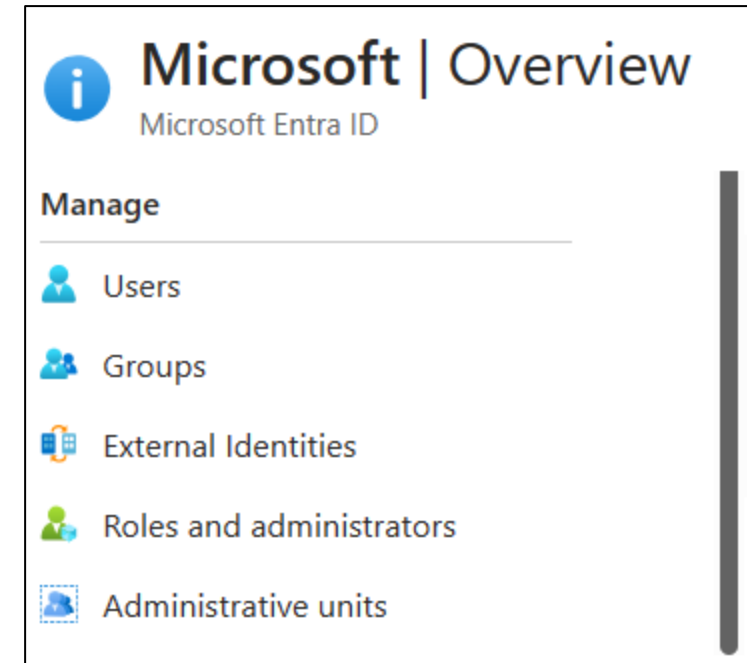 Microsoft | Overview
Microsoft Entra ID
Manage
Users
Groups
External Identities
Roles and administrators
Administrative units